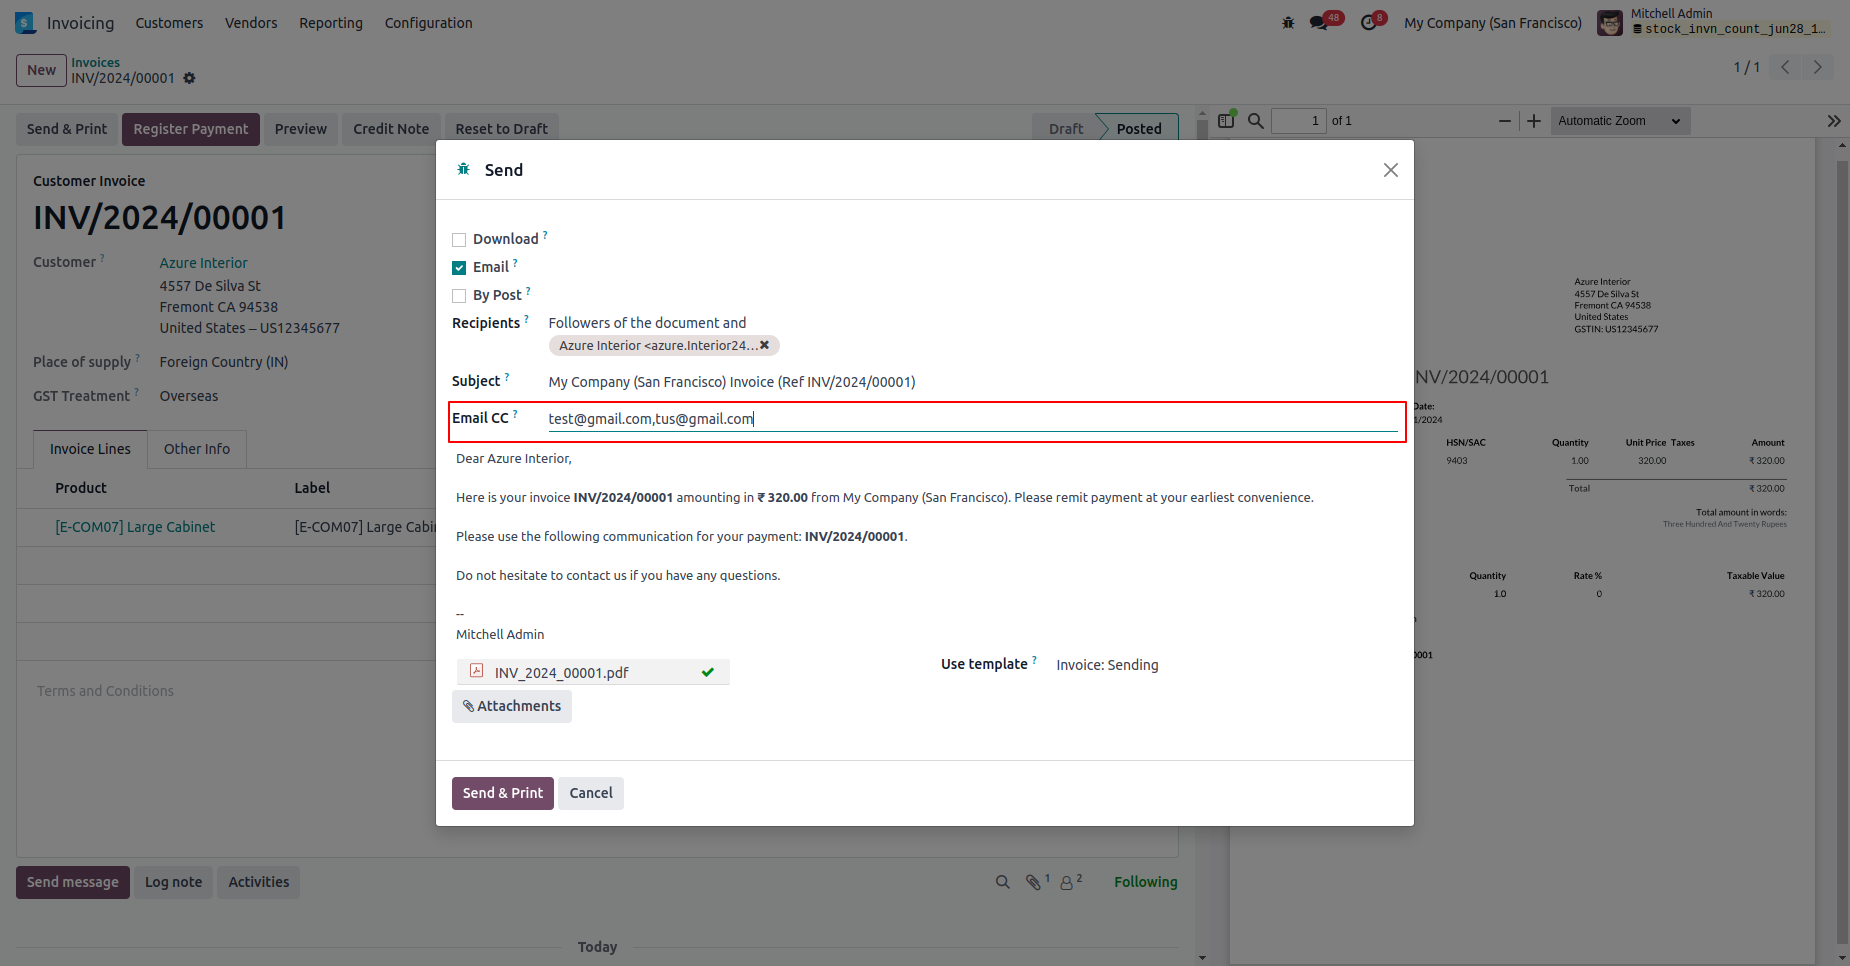 Invoicing Customers Vendors Reporting Configuration 48 8 My Company (San Francisco) Mitchell Admin
stock_invn_count_jun28_1...
New Invoices
INV/2024/00001
1 / 1
Send & Print Register Payment Preview Credit Note Reset to Draft Draft Posted
1 of 1 Automatic Zoom
Customer Invoice
INV/2024/00001
Customer ? Azure Interior
4557 De Silva St
Fremont CA 94538
United States – US12345677
Place of supply ? Foreign Country (IN)
GST Treatment ? Overseas
Invoice Lines Other Info
Product Label
[E-COM07] Large Cabinet [E-COM07] Large Cabi
Terms and Conditions
Send
Download ?
Email ?
By Post ?
Recipients ? Followers of the document and
Azure Interior <azure.Interior24...
Subject ? My Company (San Francisco) Invoice (Ref INV/2024/00001)
Email CC ? test@gmail.com,tus@gmail.com
Dear Azure Interior,
Here is your invoice INV/2024/00001 amounting in ₹ 320.00 from My Company (San Francisco). Please remit payment at your earliest convenience.
Please use the following communication for your payment: INV/2024/00001.
Do not hesitate to contact us if you have any questions.
--
Mitchell Admin
INV_2024_00001.pdf
Use template ? Invoice: Sending
Attachments
Send & Print Cancel
Azure Interior
4557 De Silva St
Fremont CA 94538
United States
GSTIN: US12345677
NV/2024/00001
Date:
1/2024
HSN/SAC Quantity Unit Price Taxes Amount
9403 1.00 320.00 ₹ 320.00
Total ₹ 320.00
Total amount in words:
Three Hundred And Twenty Rupees
Quantity Rate % Taxable Value
1.0 0 ₹ 320.00
0001
Send message Log note Activities 1 2 Following
Today